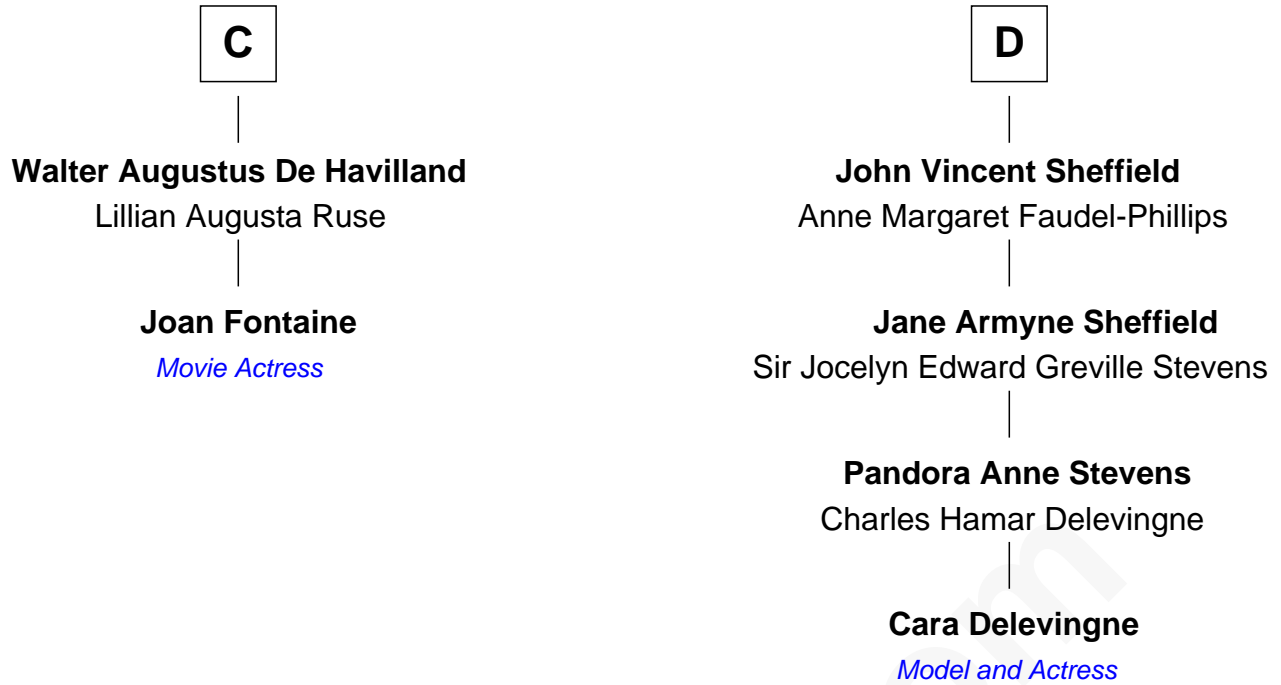 C
Walter Augustus De Havilland
Lillian Augusta Ruse
Joan Fontaine
Movie Actress
D
John Vincent Sheffield
Anne Margaret Faudel-Phillips
Jane Armyne Sheffield
Sir Jocelyn Edward Greville Stevens
Pandora Anne Stevens
Charles Hamar Delevingne
Cara Delevingne
Model and Actress